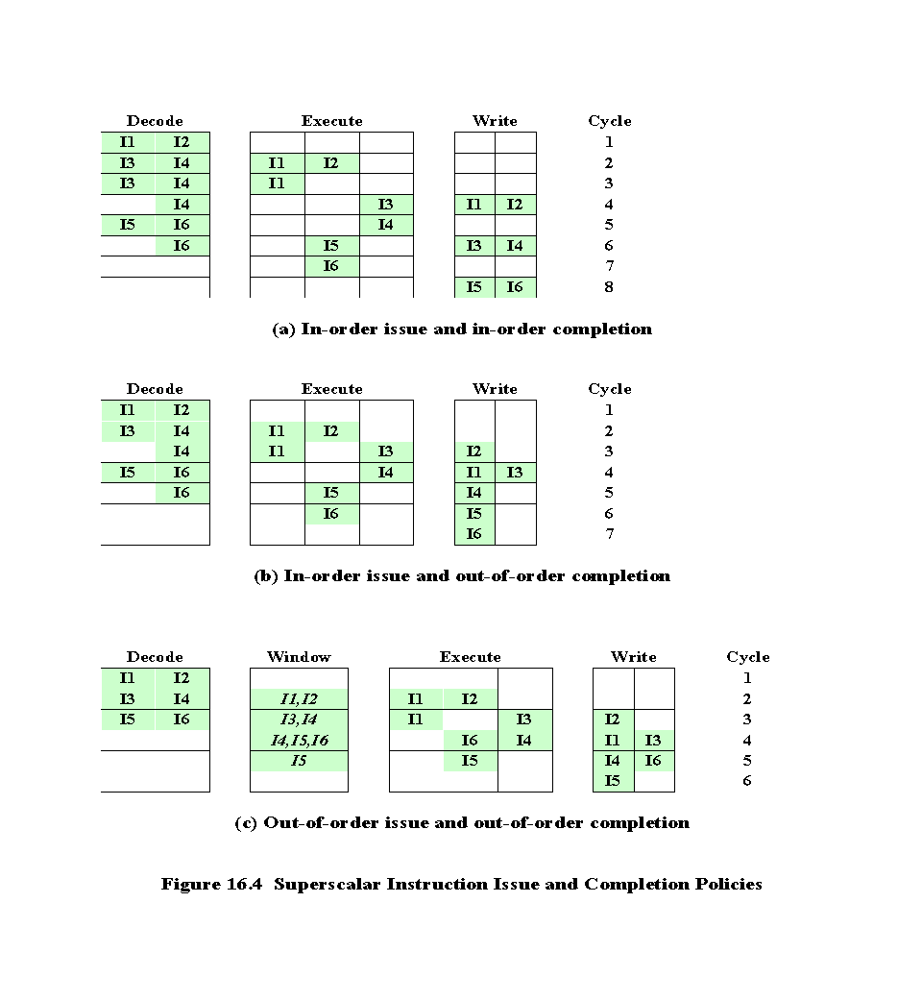 Decode Execute Write Cycle
I1 I2 1
I3 I4 I1 I2 2
I3 I4 I1 3
I4 I3 I1 I2 4
I5 I6 I4 5
I6 I5 I3 I4 6
I6 7
I5 I6 8
(a) In-order issue and in-order completion
Decode Execute Write Cycle
I1 I2 1
I3 I4 I1 I2 2
I4 I1 I3 I2 3
I5 I6 I4 I1 I3 4
I6 I5 I4 5
I6 I5 6
I6 7
(b) In-order issue and out-of-order completion
Decode Window Execute Write Cycle
I1 I2 1
I3 I4 I1,I2 I1 I2 2
I5 I6 I3,I4 I1 I3 I2 3
I4,I5,I6 I6 I4 I1 I3 4
I5 I5 I4 I6 5
I5 6
(c) Out-of-order issue and out-of-order completion
Figure 16.4 Superscalar Instruction Issue and Completion Policies